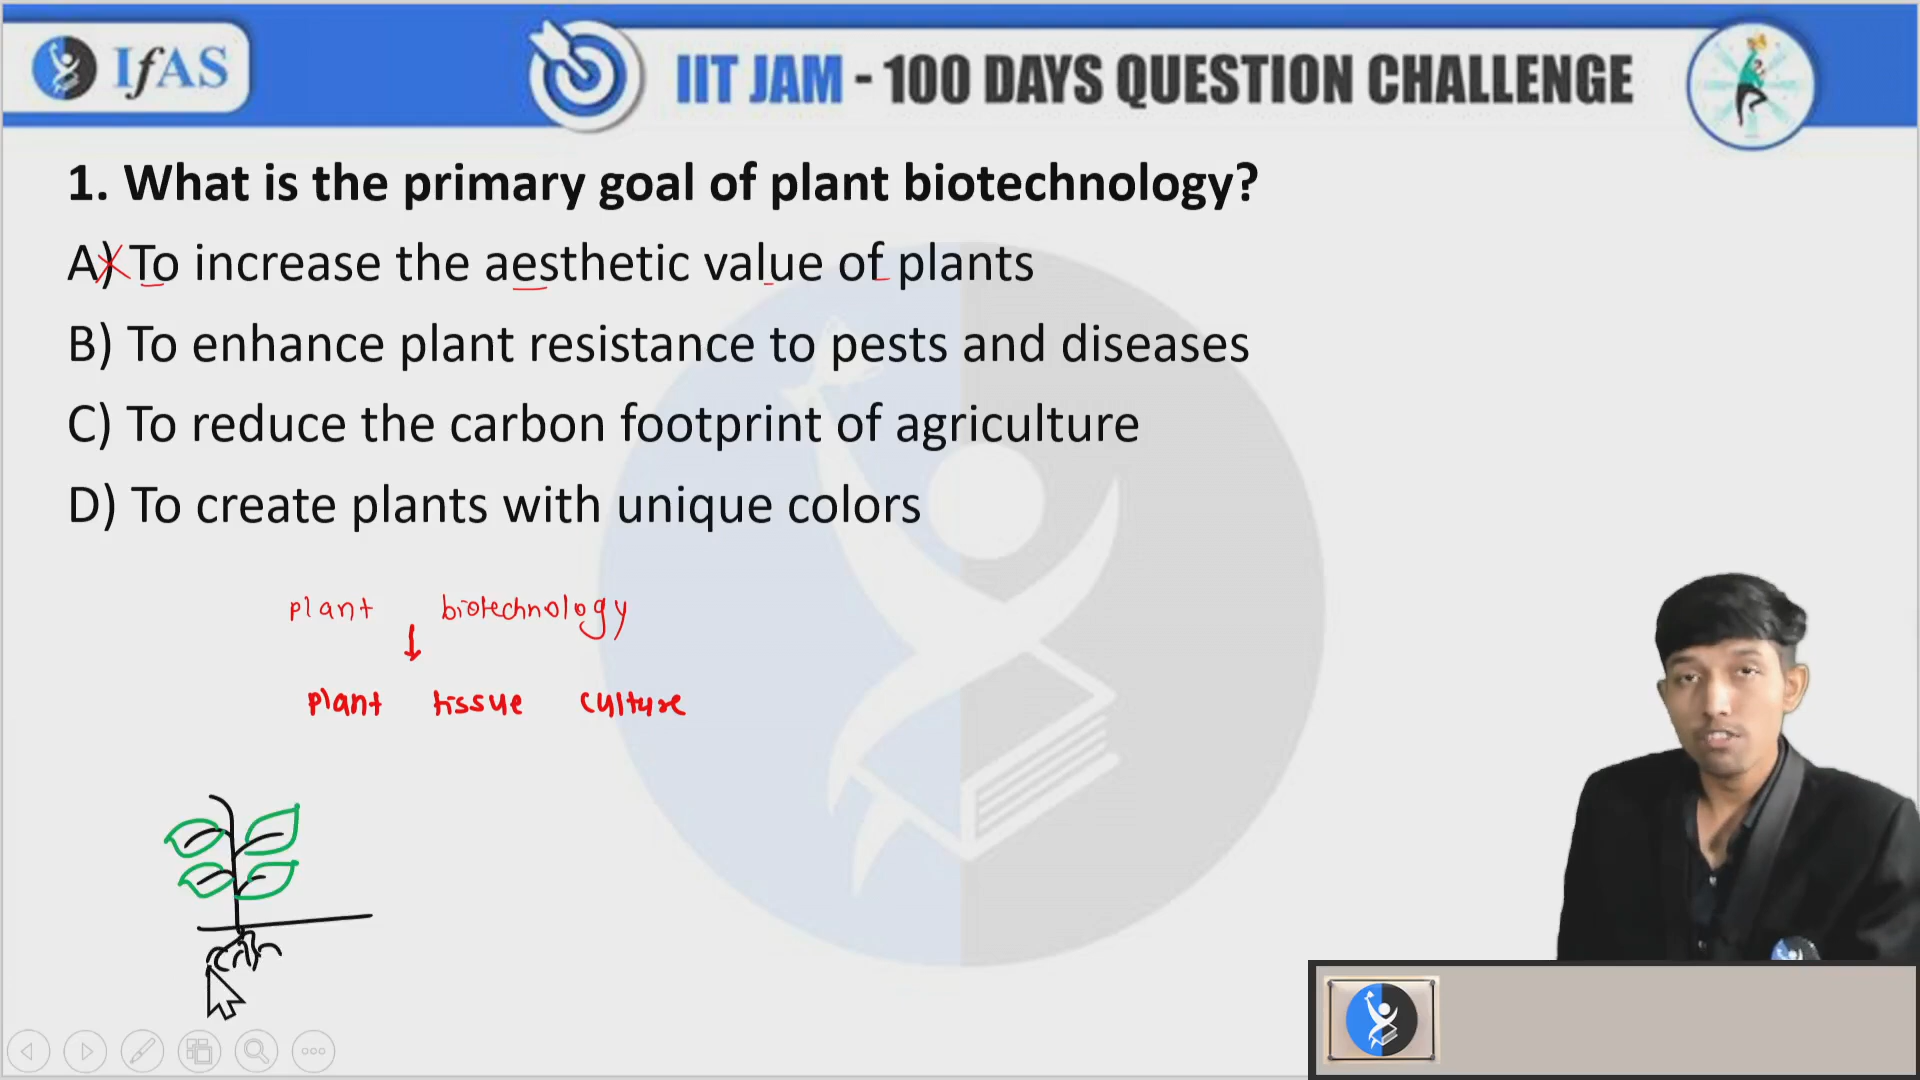 IfAS
IIT JAM - 100 DAYS QUESTION CHALLENGE
1. What is the primary goal of plant biotechnology?
A) To increase the aesthetic value of plants
B) To enhance plant resistance to pests and diseases
C) To reduce the carbon footprint of agriculture
D) To create plants with unique colors
plant biotechnology
plant tissue culture